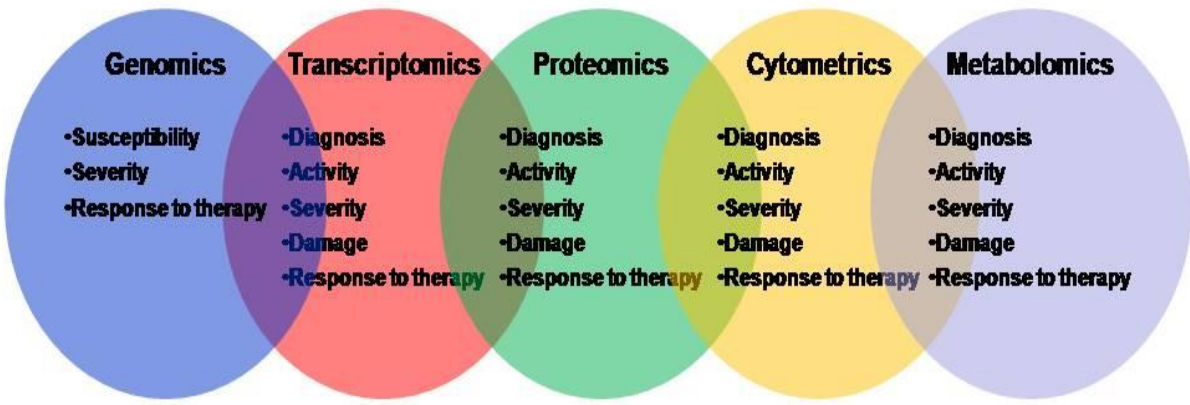 Genomics
•Susceptibility
•Severity
•Response to therapy
Transcriptomics
•Diagnosis
•Activity
•Severity
•Damage
•Response to therapy
Proteomics
•Diagnosis
•Activity
•Severity
•Damage
•Response to therapy
Cytometrics
•Diagnosis
•Activity
•Severity
•Damage
•Response to therapy
Metabolomics
•Diagnosis
•Activity
•Severity
•Damage
•Response to therapy